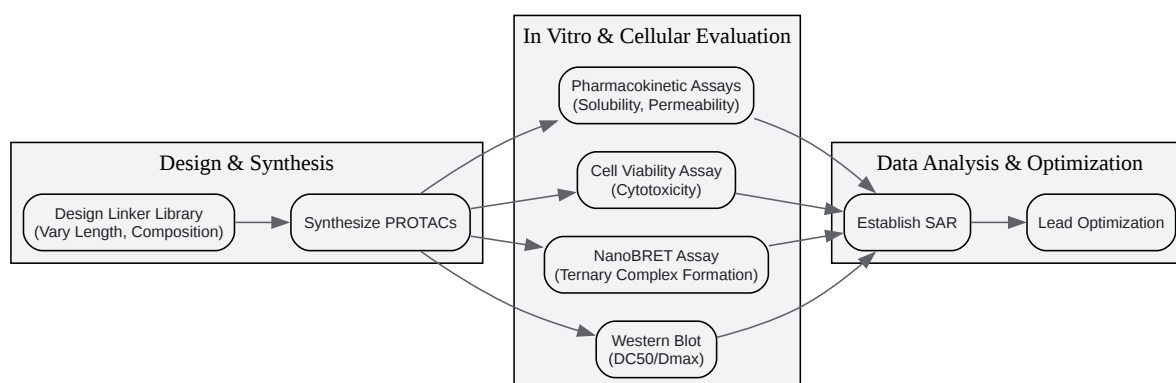 Design & Synthesis
Design Linker Library
(Vary Length, Composition)
Synthesize PROTACs
In Vitro & Cellular Evaluation
Pharmacokinetic Assays
(Solubility, Permeability)
Cell Viability Assay
(Cytotoxicity)
NanoBRET Assay
(Ternary Complex Formation)
Western Blot
(DC50/Dmax)
Data Analysis & Optimization
Establish SAR
Lead Optimization